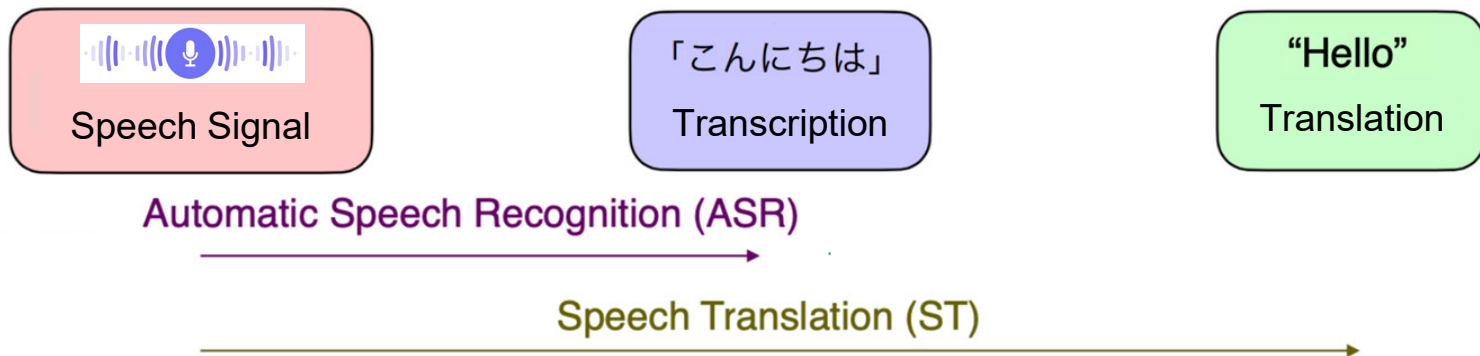 Speech Signal
「こんにちは」
Transcription
“Hello”
Translation
Automatic Speech Recognition (ASR)
Speech Translation (ST)